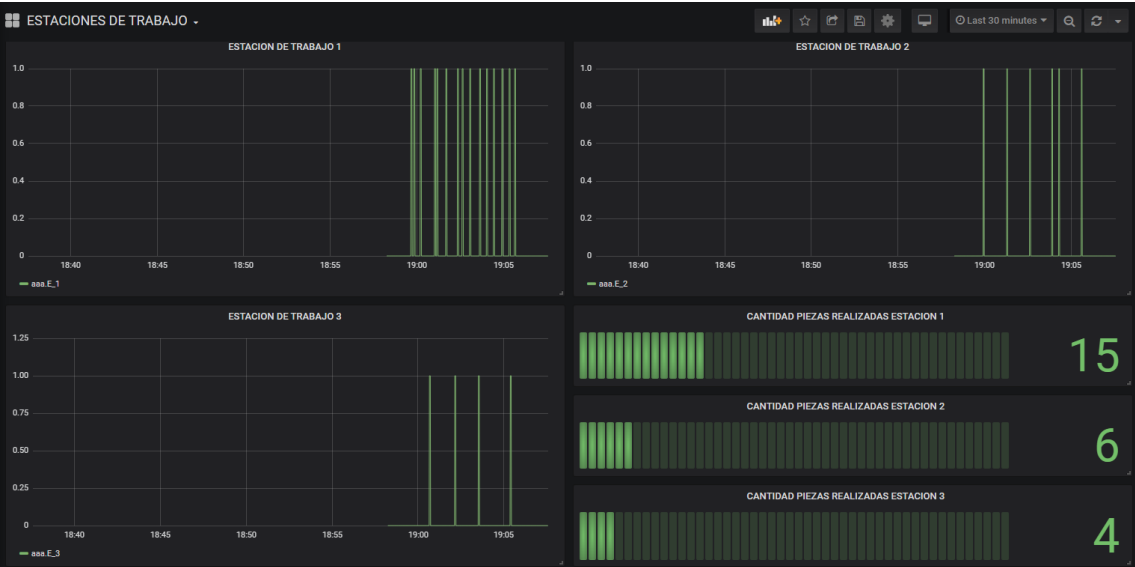 ESTACIONES DE TRABAJO
Last 30 minutes
ESTACION DE TRABAJO 1
1.0
0.8
0.6
0.4
0.2
0
18:40 18:45 18:50 18:55 19:00 19:05
aaa.E_1
ESTACION DE TRABAJO 2
1.0
0.8
0.6
0.4
0.2
0
18:40 18:45 18:50 18:55 19:00 19:05
aaa.E_2
ESTACION DE TRABAJO 3
1.25
1.00
0.75
0.50
0.25
0
18:40 18:45 18:50 18:55 19:00 19:05
aaa.E_3
CANTIDAD PIEZAS REALIZADAS ESTACION 1
15
CANTIDAD PIEZAS REALIZADAS ESTACION 2
6
CANTIDAD PIEZAS REALIZADAS ESTACION 3
4